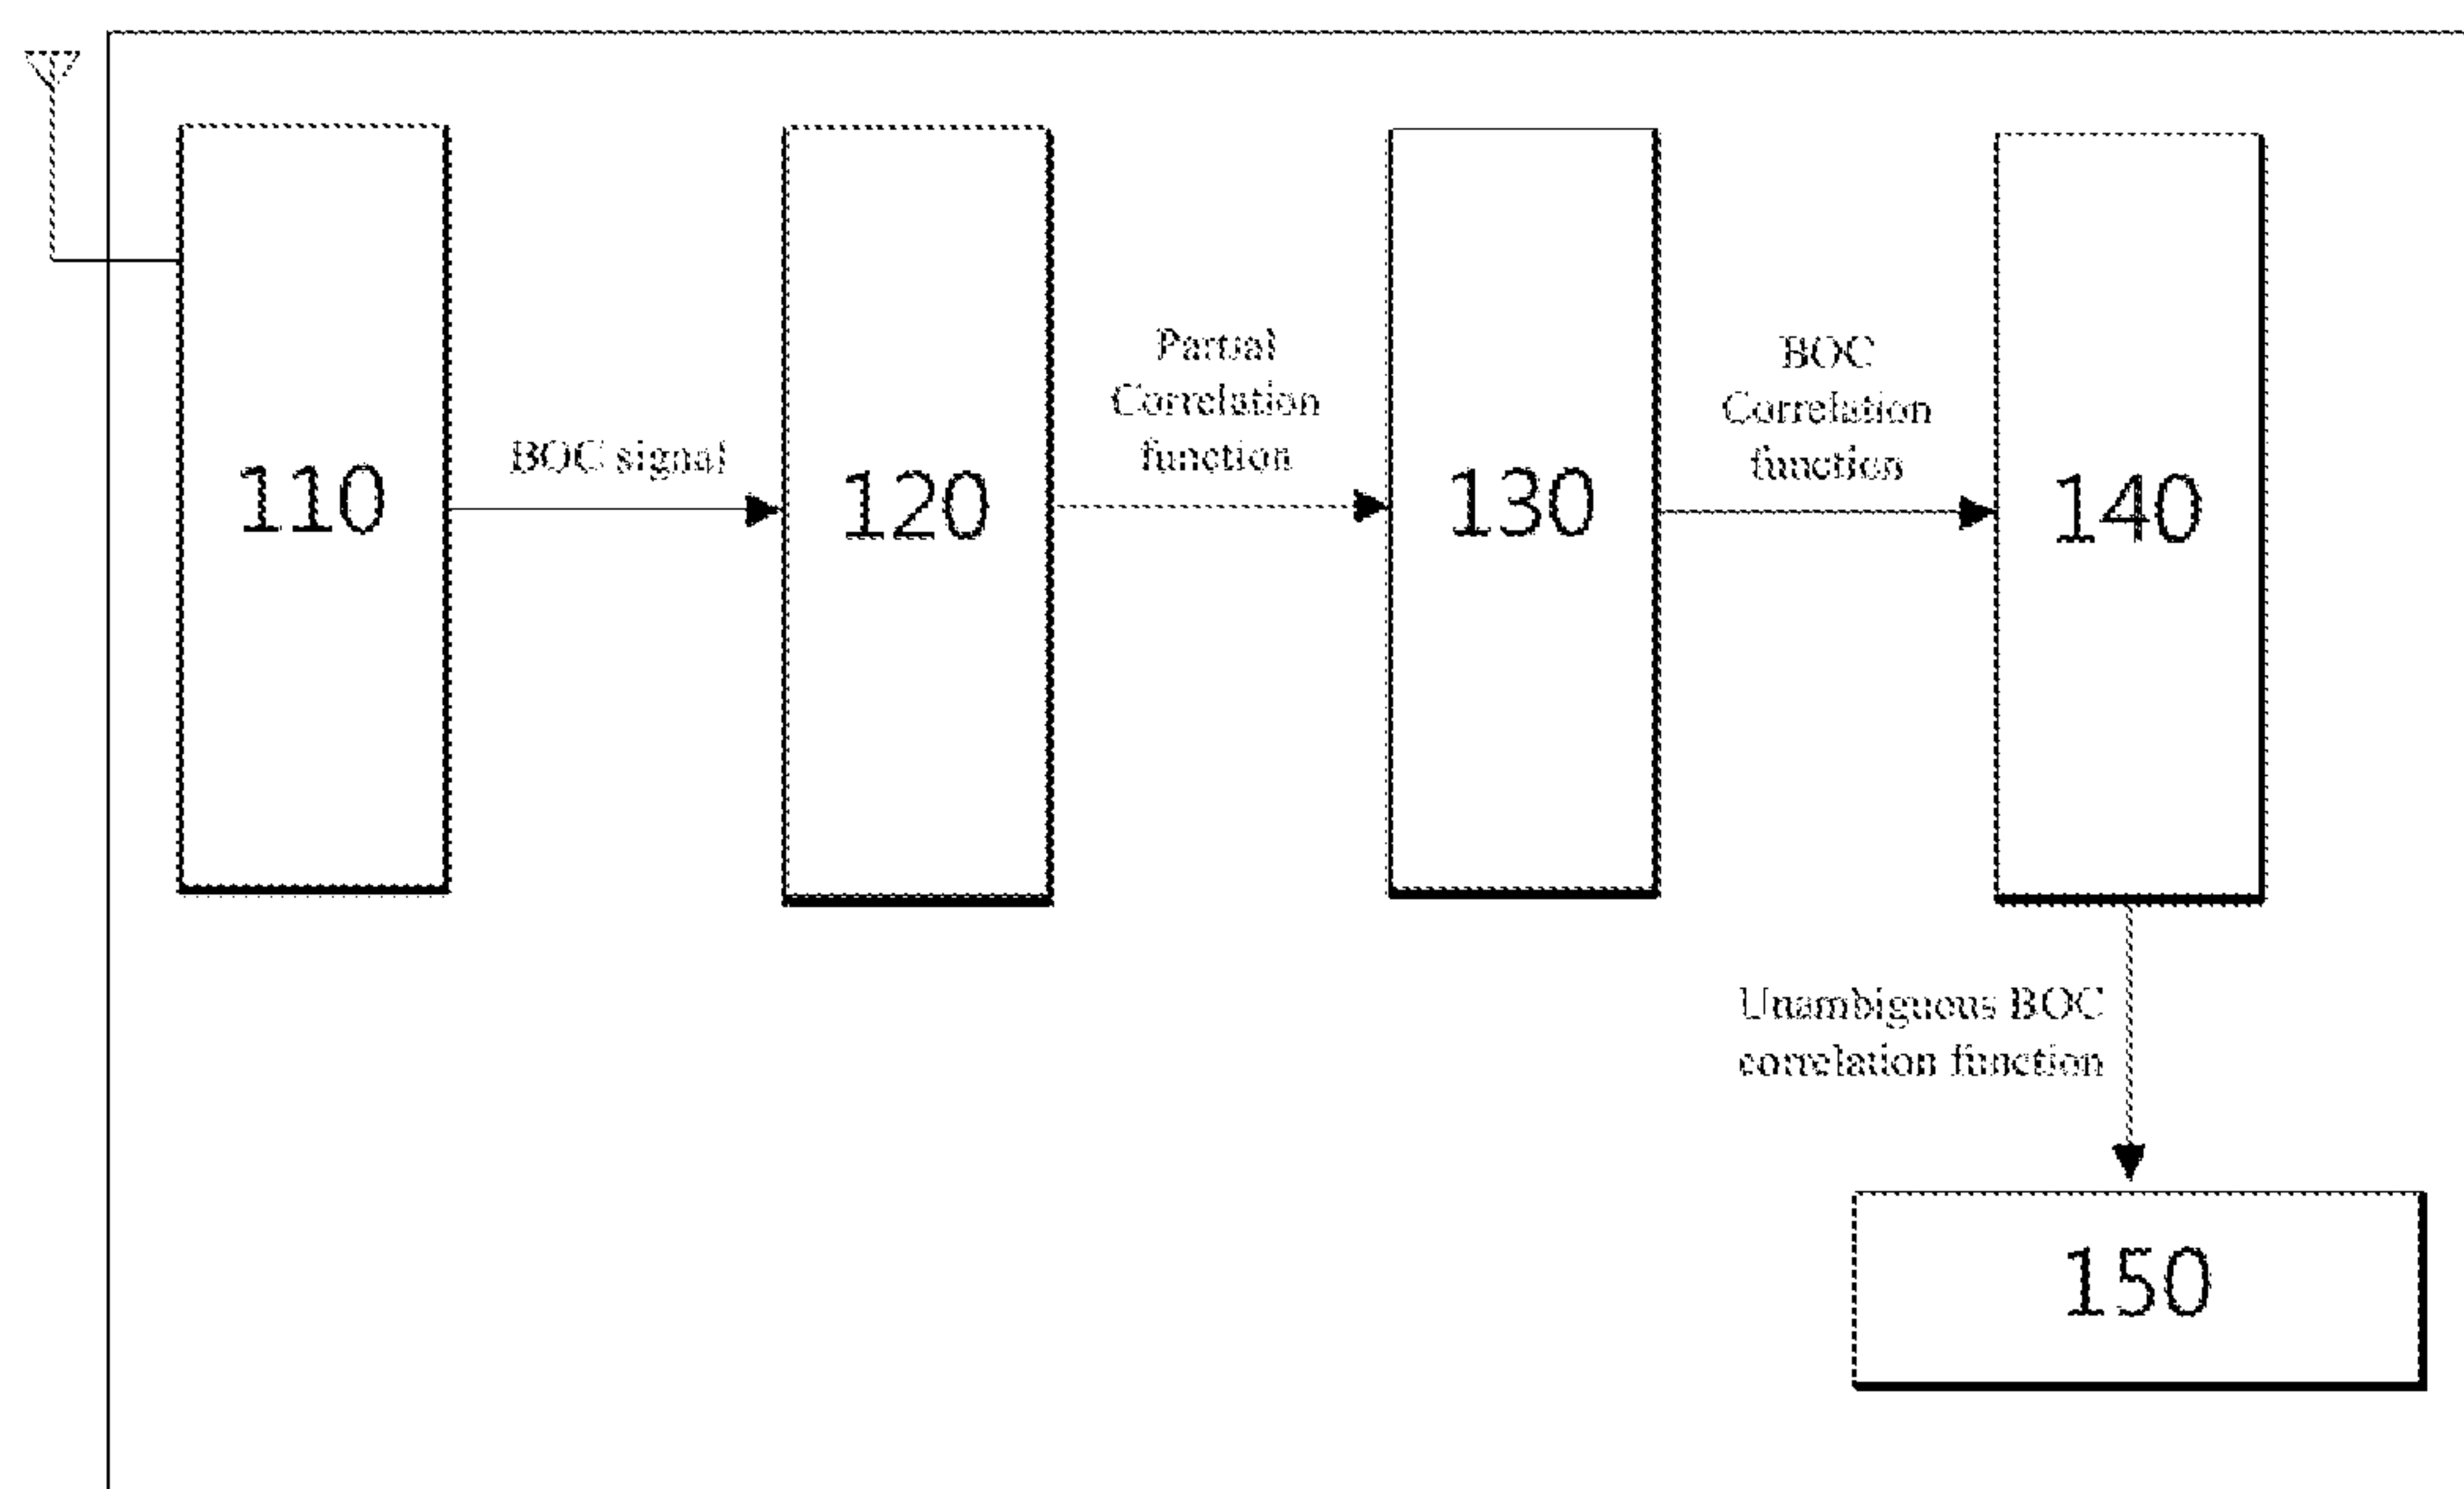 110
BOC signal
120
Partial
Correlation
function
130
BOC
Correlation
function
140
Unambiguous BOC
correlation function
150